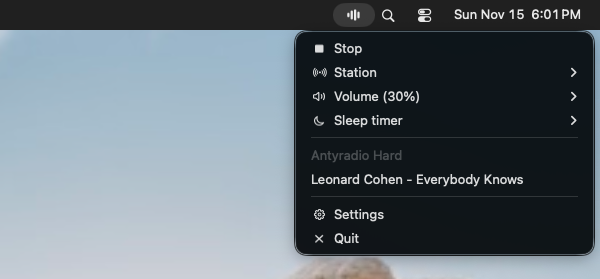 Sun Nov 15 6:01 PM
Stop
Station
Volume (30%)
Sleep timer
Antyradio Hard
Leonard Cohen - Everybody Knows
Settings
Quit